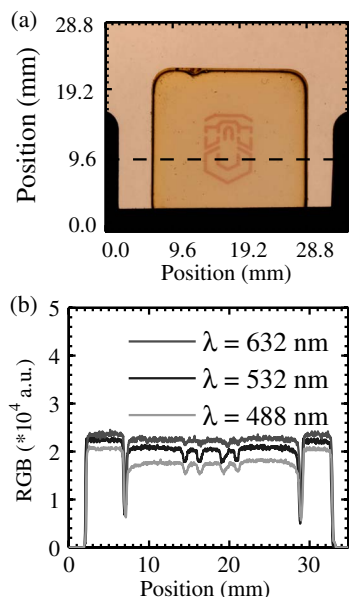 (a)
28.8
19.2
9.6
0.0
Position (mm)
0.0 9.6 19.2 28.8
Position (mm)
(b)
5
4
3
2
1
0
RGB (*10⁴ a.u.)
λ = 632 nm
λ = 532 nm
λ = 488 nm
0 10 20 30
Position (mm)